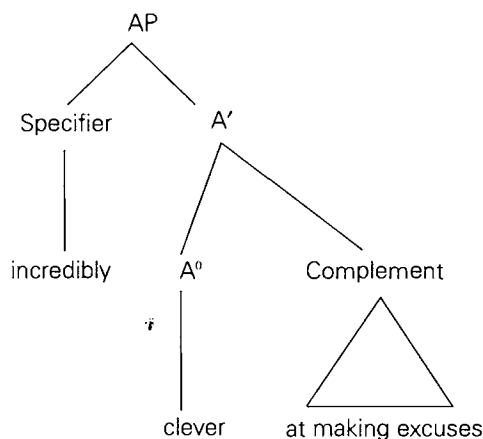 AP
Specifier A′
incredibly A⁰ Complement
clever at making excuses